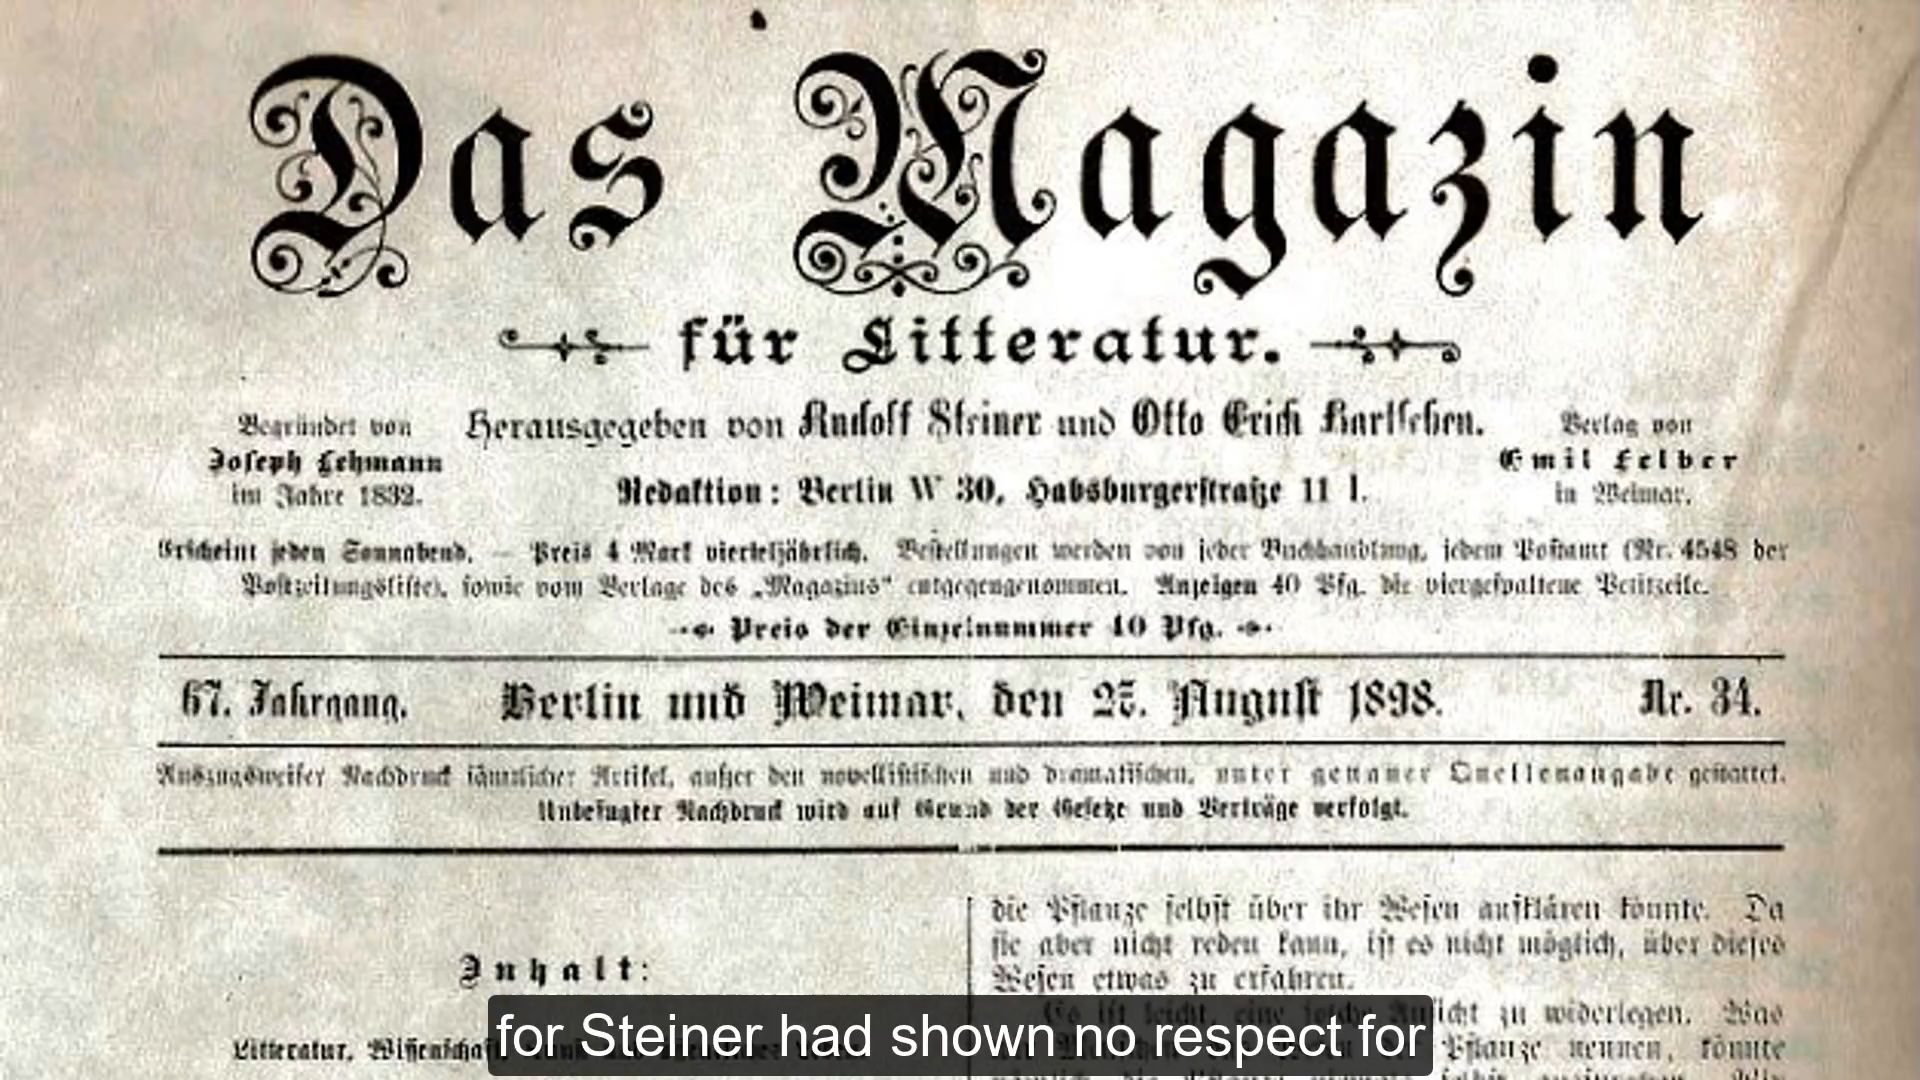 Das Magazin
für Litteratur.
Begründet von
Joseph Lehmann
im Jahre 1832.
Herausgegeben von Rudolf Steiner und Otto Erich Hartleben.
Redaktion: Berlin W 30, Habsburgerstraße 11 I.
Verlag von
Emil Felber
in Weimar.
Erscheint jeden Sonnabend. — Preis 4 Mark vierteljährlich. Bestellungen werden von jeder Buchhandlung, jedem Postamt (Nr. 4548 der
Postzeitungsliste), sowie vom Verlage des „Magazins“ entgegengenommen. Anzeigen 40 Pfg. die viergespaltene Petitzeile.
Preis der Einzelnummer 40 Pfg.
67. Jahrgang. Berlin und Weimar, den 27. August 1898. Nr. 34.
Auszugsweiser Nachdruck sämtlicher Artikel, außer den novellistischen und dramatischen, unter genauer Quellenangabe gestattet.
Unbefugter Nachdruck wird auf Grund der Gesetze und Verträge verfolgt.
Inhalt:
Litteratur,
die Pflanze selbst über ihr Wesen aufklären könnte. Da
sie aber nicht reden kann, ist es nicht möglich, über dieses
Wesen etwas zu erfahren.
Es ist leicht, eine solche Ansicht zu widerlegen. Was
Pflanze nennen, könnte
for Steiner had shown no respect for